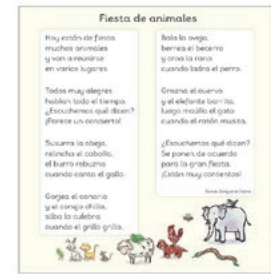 Fiesta de animales
Hoy están de fiesta
muchos animales
y van a reunirse
en varios lugares.
Todos muy alegres
hablan todo el tiempo.
¿Escuchemos qué dicen?
¡Parece un concierto!
Susurra la abeja,
relincha el caballo,
el burro rebuzna
cuando canta el gallo.
Gorjea el canario
y el conejo chilla,
silba la culebra
cuando el grillo grilla.
Bala la oveja,
berrea el becerro
y croa la rana
cuando ladra el perro.
Grazna el cuervo
y el elefante barrita,
luego maúlla el gato
cuando el ratón musita.
¿Escuchemos qué dicen?
Se ponen de acuerdo
para la gran fiesta.
¡Están muy contentos!